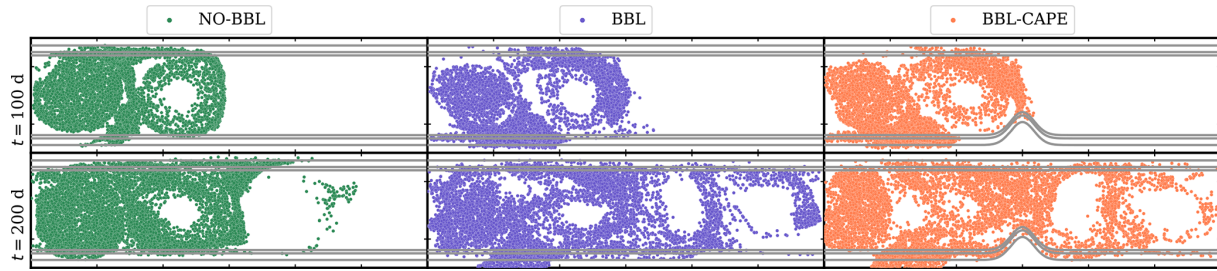 NO-BBL
BBL
BBL-CAPE
t = 100 d
t = 200 d